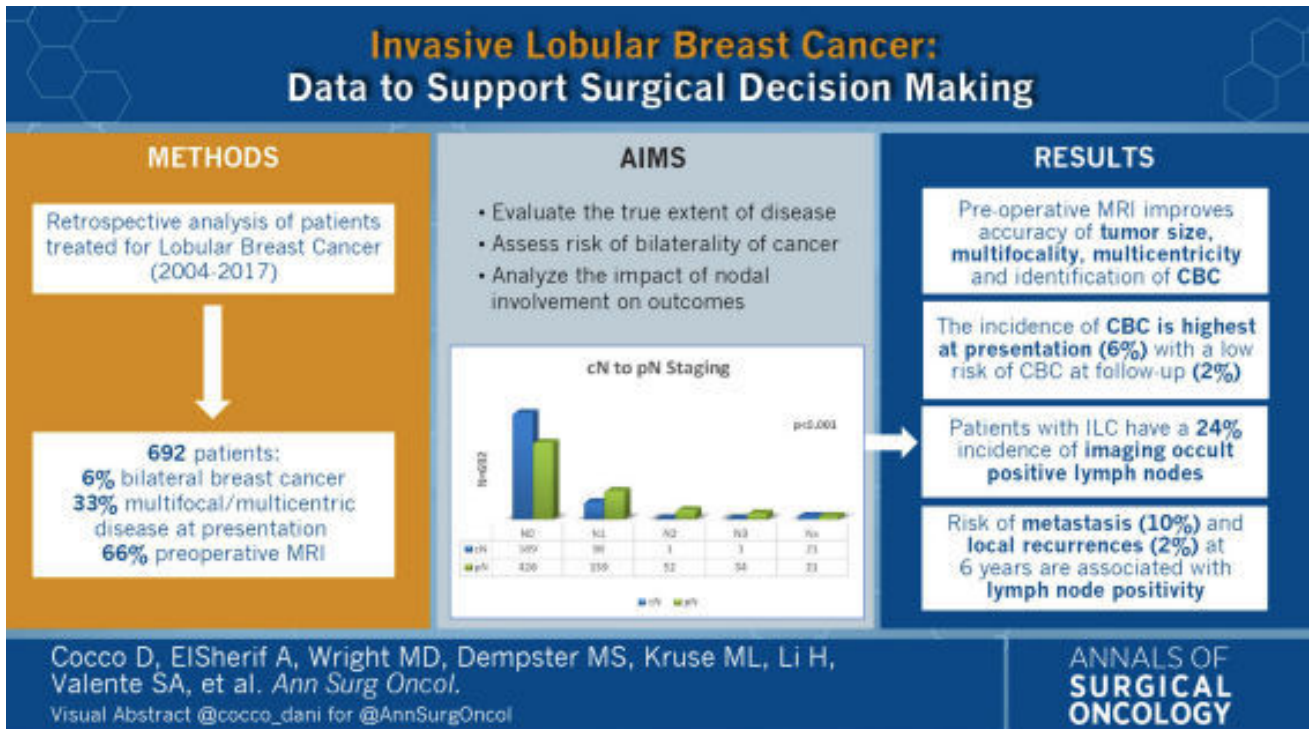 Invasive Lobular Breast Cancer:
Data to Support Surgical Decision Making
METHODS
Retrospective analysis of patients
treated for Lobular Breast Cancer
(2004-2017)
692 patients:
6% bilateral breast cancer
33% multifocal/multicentric
disease at presentation
66% preoperative MRI
AIMS
• Evaluate the true extent of disease
• Assess risk of bilaterality of cancer
• Analyze the impact of nodal
involvement on outcomes
cN to pN Staging
p<0.001
N=692
N0 N1 N2 N3 Nx
cN 1 21
pN 52 21
cN pN
RESULTS
Pre-operative MRI improves
accuracy of tumor size,
multifocality, multicentricity
and identification of CBC
The incidence of CBC is highest
at presentation (6%) with a low
risk of CBC at follow-up (2%)
Patients with ILC have a 24%
incidence of imaging occult
positive lymph nodes
Risk of metastasis (10%) and
local recurrences (2%) at
6 years are associated with
lymph node positivity
Cocco D, ElSherif A, Wright MD, Dempster MS, Kruse ML, Li H,
Valente SA, et al. Ann Surg Oncol.
Visual Abstract @cocco_dani for @AnnSurgOncol
ANNALS OF
SURGICAL
ONCOLOGY